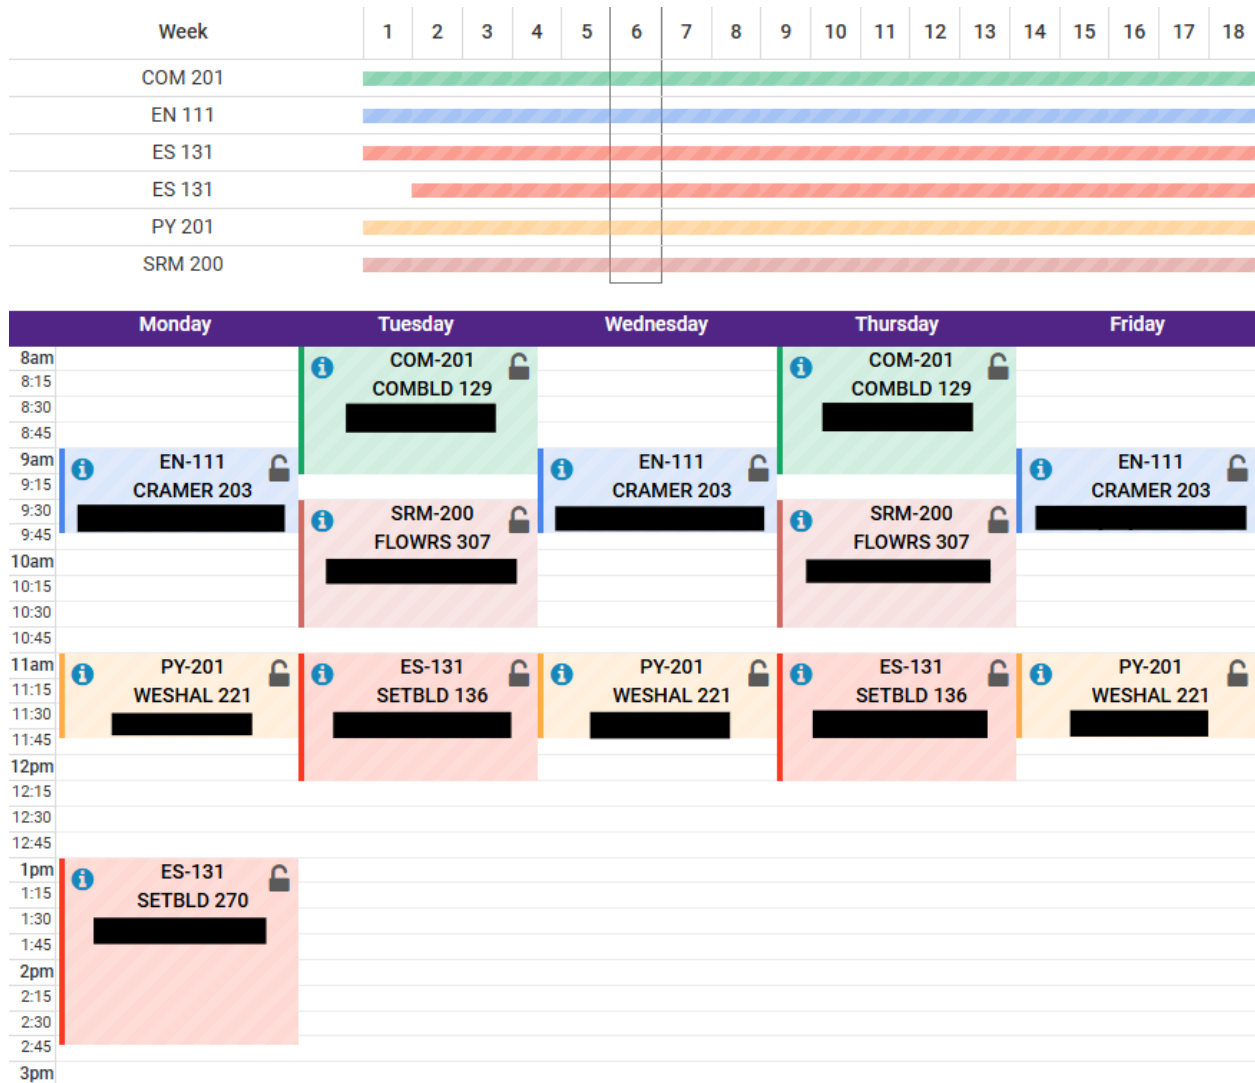 Week 1 2 3 4 5 6 7 8 9 10 11 12 13 14 15 16 17 18
COM 201
EN 111
ES 131
ES 131
PY 201
SRM 200
Monday Tuesday Wednesday Thursday Friday
8am
8:15
8:30
8:45
9am
9:15
9:30
9:45
10am
10:15
10:30
10:45
11am
11:15
11:30
11:45
12pm
12:15
12:30
12:45
1pm
1:15
1:30
1:45
2pm
2:15
2:30
2:45
3pm
EN-111
CRAMER 203
PY-201
WESHAL 221
ES-131
SETBLD 270
COM-201
COMBLD 129
SRM-200
FLOWRS 307
ES-131
SETBLD 136
EN-111
CRAMER 203
PY-201
WESHAL 221
COM-201
COMBLD 129
SRM-200
FLOWRS 307
ES-131
SETBLD 136
EN-111
CRAMER 203
PY-201
WESHAL 221